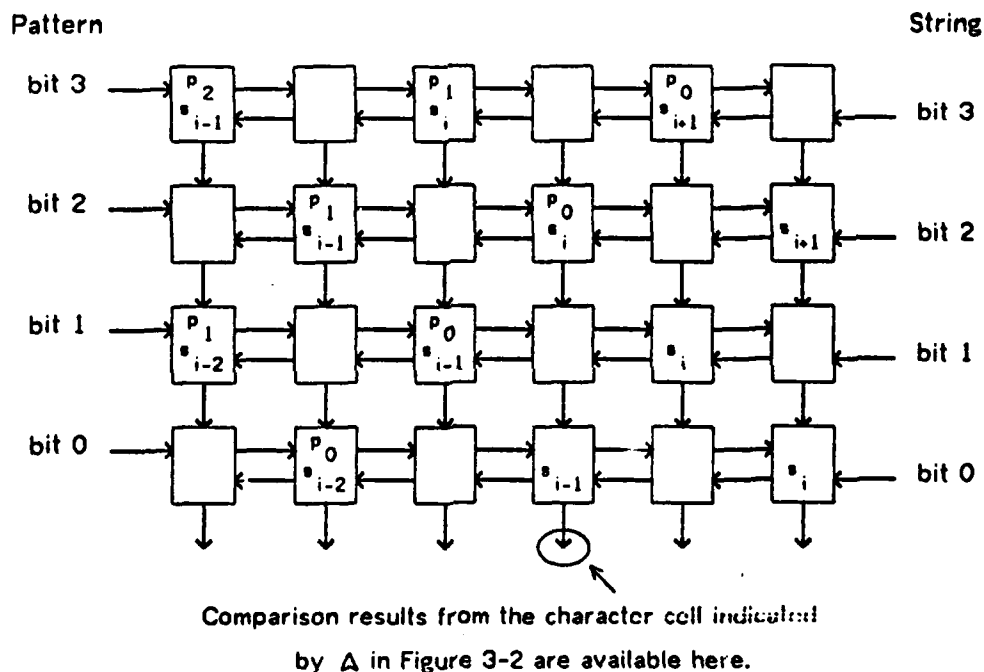 Pattern
String
bit 3
p2 p1 p0
si-1 si si+1
bit 3
bit 2
p1 p0
si-1 si si+1
bit 2
bit 1
p1 p0
si-2 si-1 si
bit 1
bit 0
p0
si-2 si-1 si
bit 0
Comparison results from the character cell indicated
by Δ in Figure 3-2 are available here.